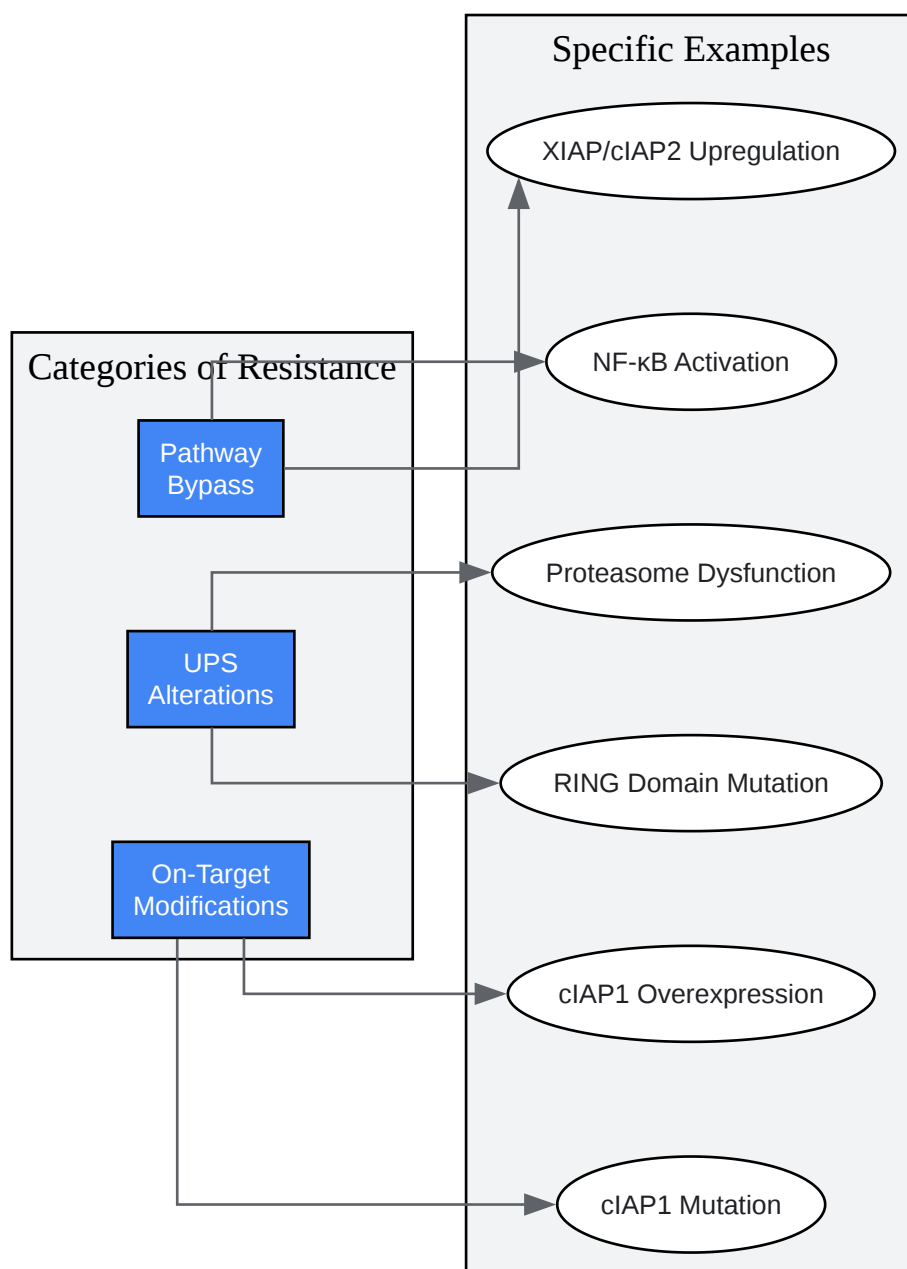 Specific Examples
XIAP/cIAP2 Upregulation
NF-κB Activation
Proteasome Dysfunction
RING Domain Mutation
cIAP1 Overexpression
cIAP1 Mutation
Categories of Resistance
Pathway
Bypass
UPS
Alterations
On-Target
Modifications